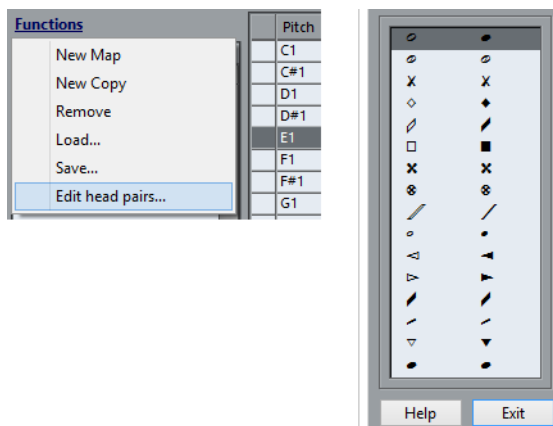 Functions
New Map
New Copy
Remove
Load...
Save...
Edit head pairs...
Pitch
C1
C#1
D1
D#1
E1
F1
F#1
G1
Help
Exit